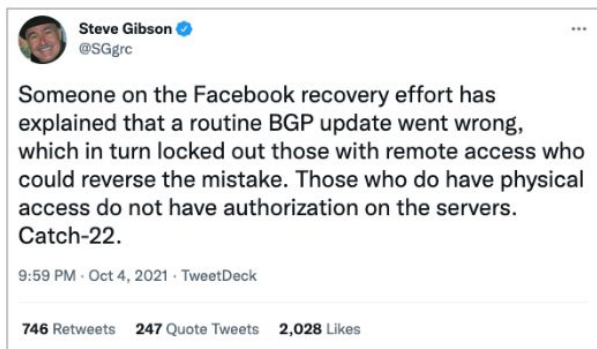 Steve Gibson
@SGgrc
Someone on the Facebook recovery effort has
explained that a routine BGP update went wrong,
which in turn locked out those with remote access who
could reverse the mistake. Those who do have physical
access do not have authorization on the servers.
Catch-22.
9:59 PM · Oct 4, 2021 · TweetDeck
746 Retweets 247 Quote Tweets 2,028 Likes